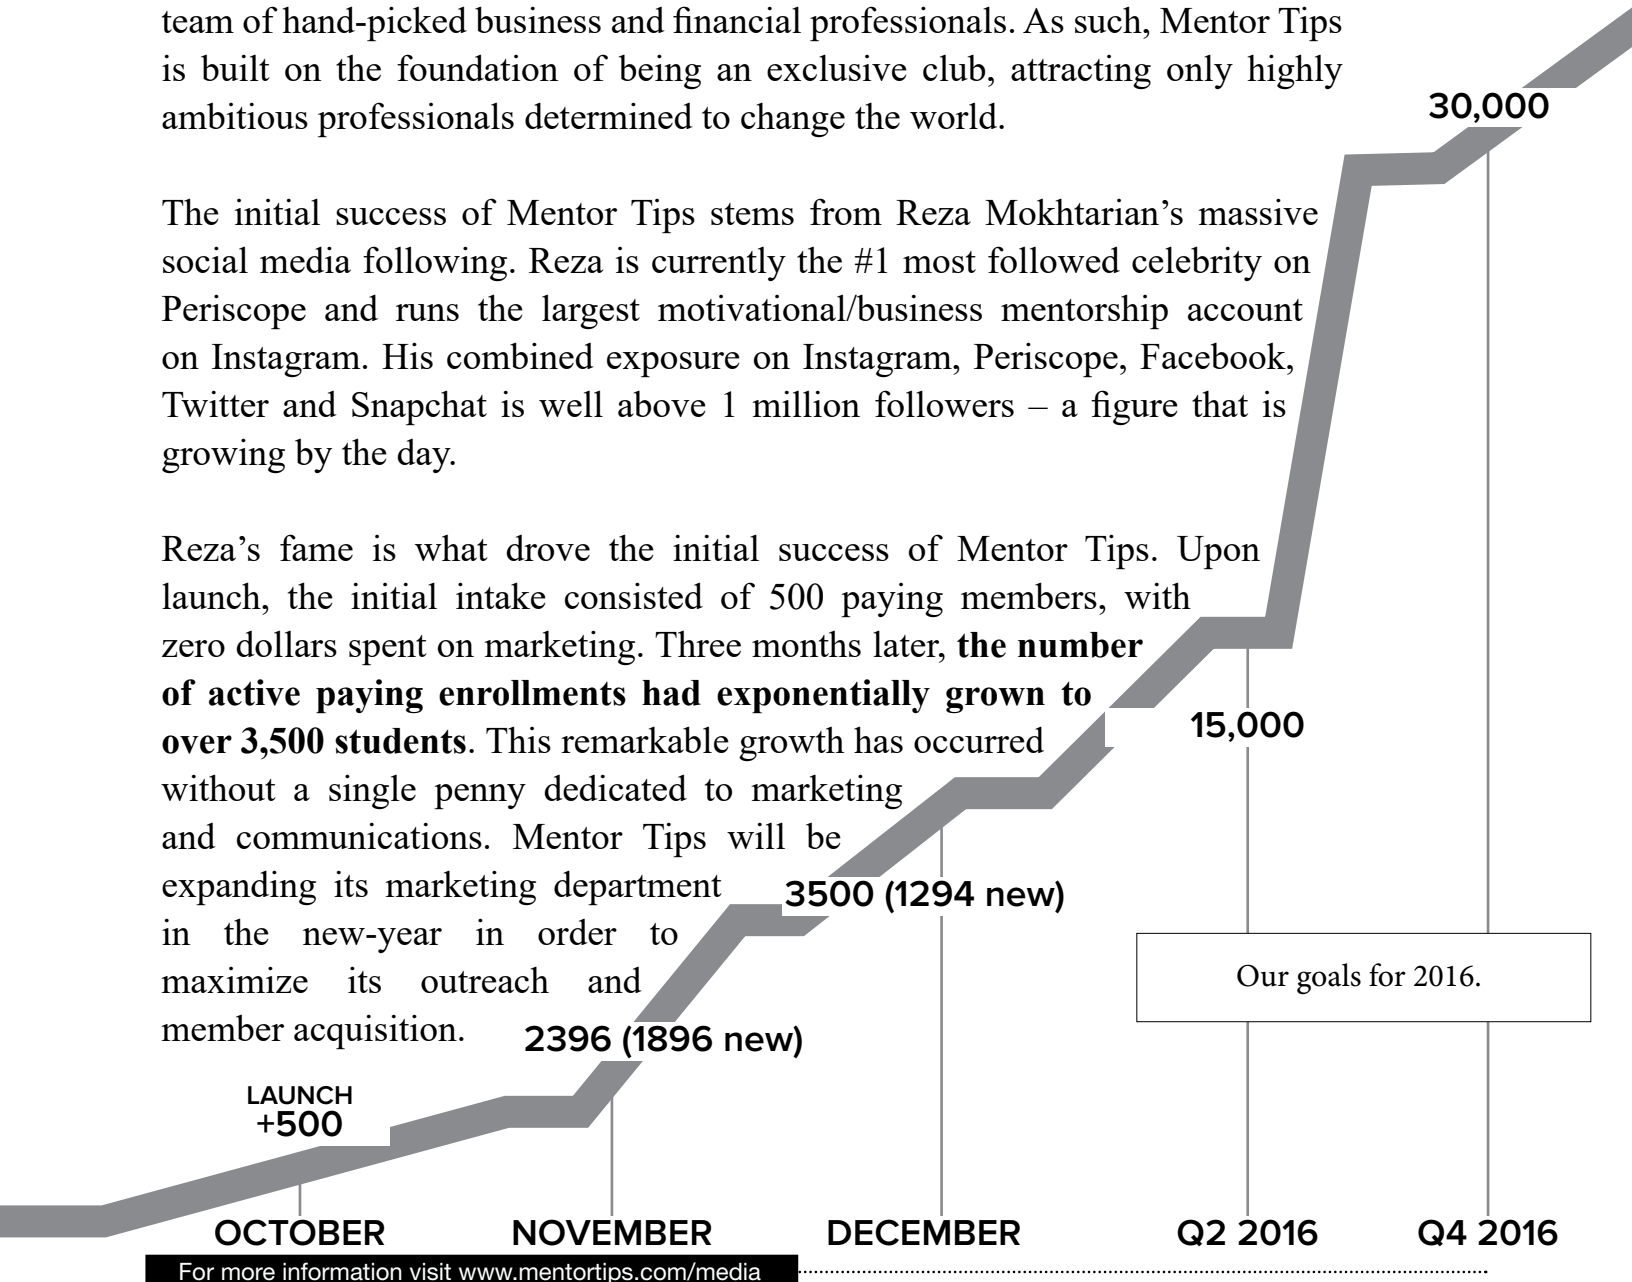 team of hand-picked business and financial professionals. As such, Mentor Tips
is built on the foundation of being an exclusive club, attracting only highly
ambitious professionals determined to change the world.
30,000
The initial success of Mentor Tips stems from Reza Mokhtarian’s massive
social media following. Reza is currently the #1 most followed celebrity on
Periscope and runs the largest motivational/business mentorship account
on Instagram. His combined exposure on Instagram, Periscope, Facebook,
Twitter and Snapchat is well above 1 million followers – a figure that is
growing by the day.
Reza’s fame is what drove the initial success of Mentor Tips. Upon
launch, the initial intake consisted of 500 paying members, with
zero dollars spent on marketing. Three months later, the number
of active paying enrollments had exponentially grown to
over 3,500 students. This remarkable growth has occurred
without a single penny dedicated to marketing
and communications. Mentor Tips will be
expanding its marketing department
in the new-year in order to
maximize its outreach and
member acquisition.
15,000
3500 (1294 new)
Our goals for 2016.
2396 (1896 new)
LAUNCH
+500
OCTOBER NOVEMBER DECEMBER Q2 2016 Q4 2016
For more information visit www.mentortips.com/media